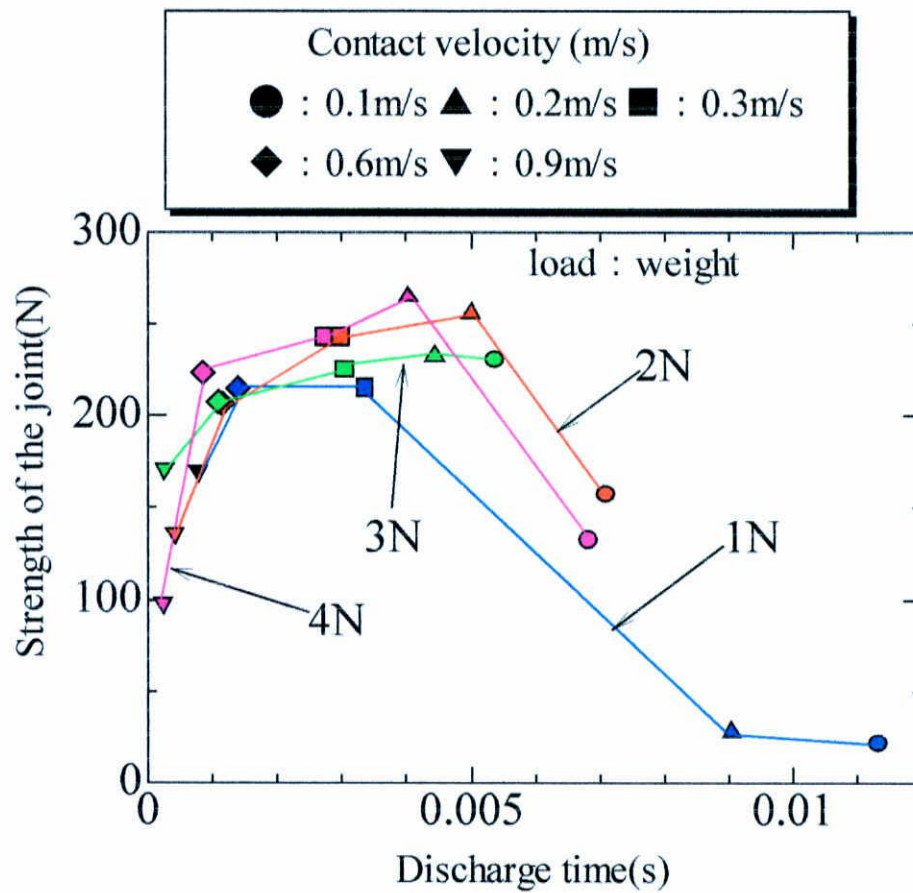 Contact velocity (m/s)
● : 0.1m/s ▲ : 0.2m/s ■ : 0.3m/s
◆ : 0.6m/s ▼ : 0.9m/s
300
load : weight
2N
200
3N
1N
100
4N
0
0 0.005 0.01
Strength of the joint(N)
Discharge time(s)